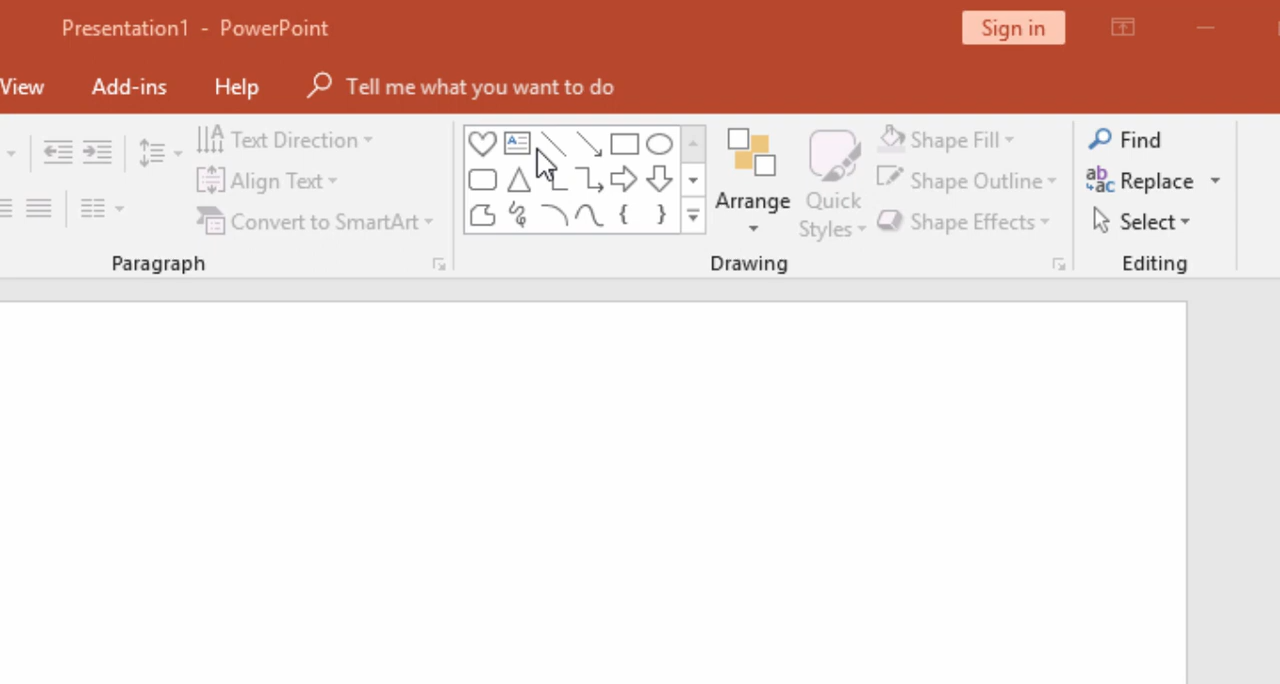 Presentation1 - PowerPoint
Sign in
View
Add-ins
Help
Tell me what you want to do
Text Direction
Align Text
Convert to SmartArt
Paragraph
Arrange
Quick
Styles
Shape Fill
Shape Outline
Shape Effects
Drawing
Find
Replace
Select
Editing